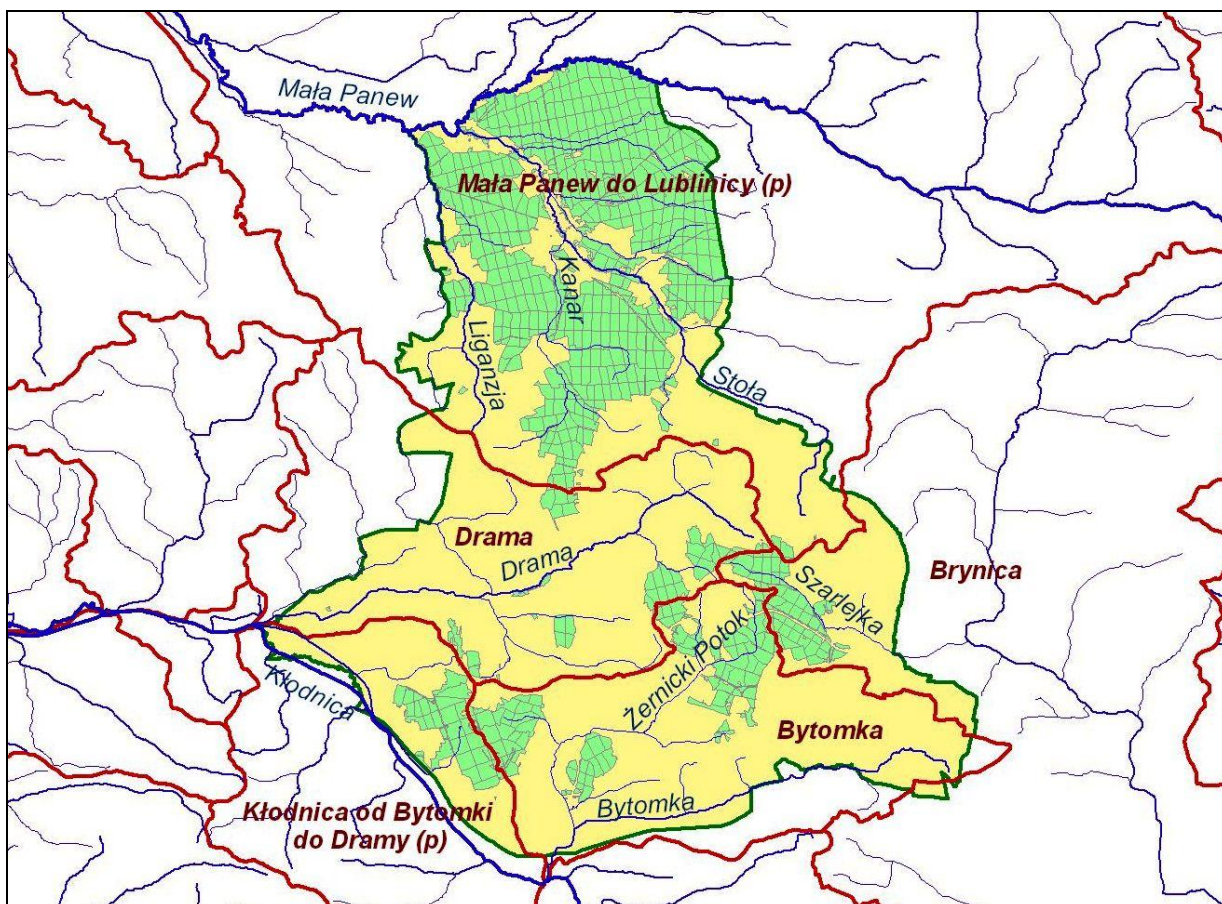 Mała Panew
Mała Panew do Lublinicy (p)
Kanar
Liganzja
Stoła
Drama
Drama
Brynica
Szarlejka
Żernicki Potok
Kłodnica
Bytomka
Bytomka
Kłodnica od Bytomki
do Dramy (p)